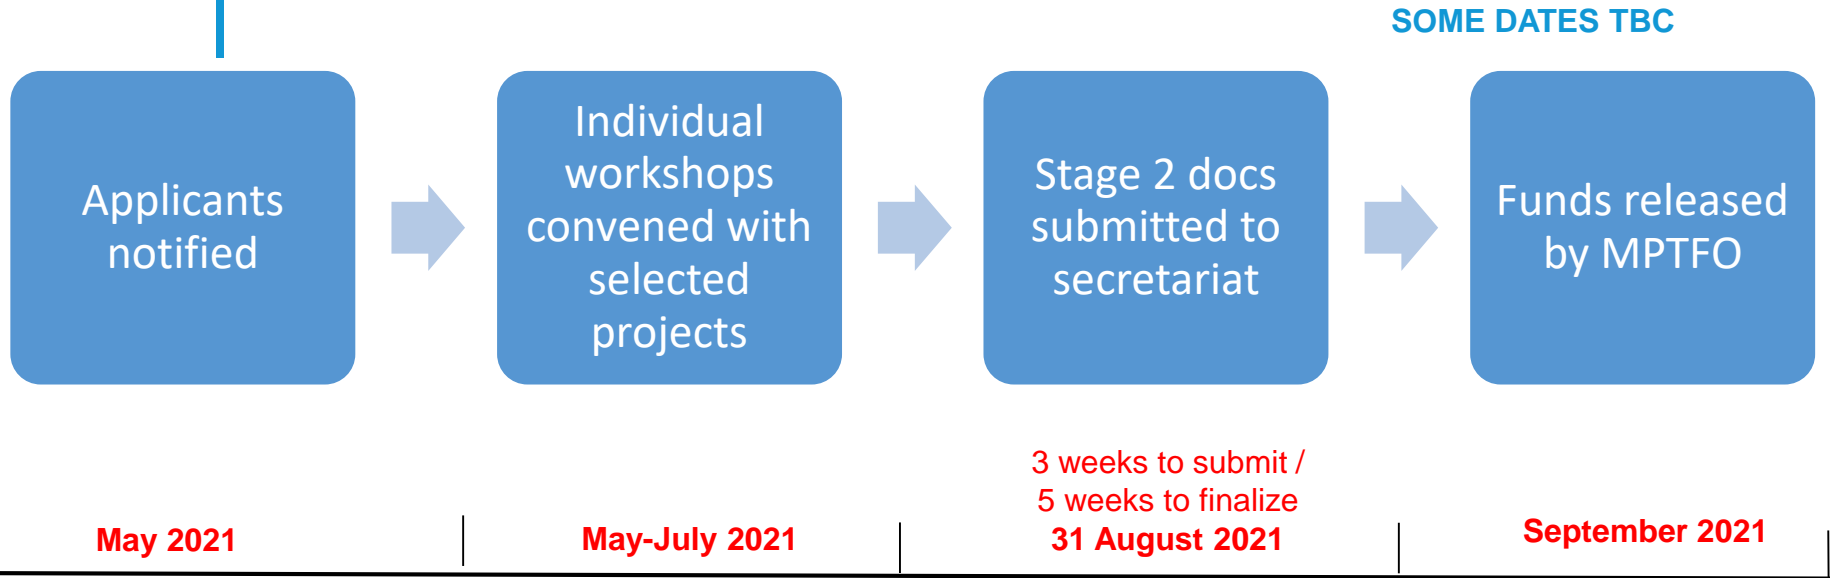 SOME DATES TBC
Applicants
notified
Individual
workshops
convened with
selected
projects
Stage 2 docs
submitted to
secretariat
Funds released
by MPTFO
3 weeks to submit /
5 weeks to finalize
May 2021
May-July 2021
31 August 2021
September 2021